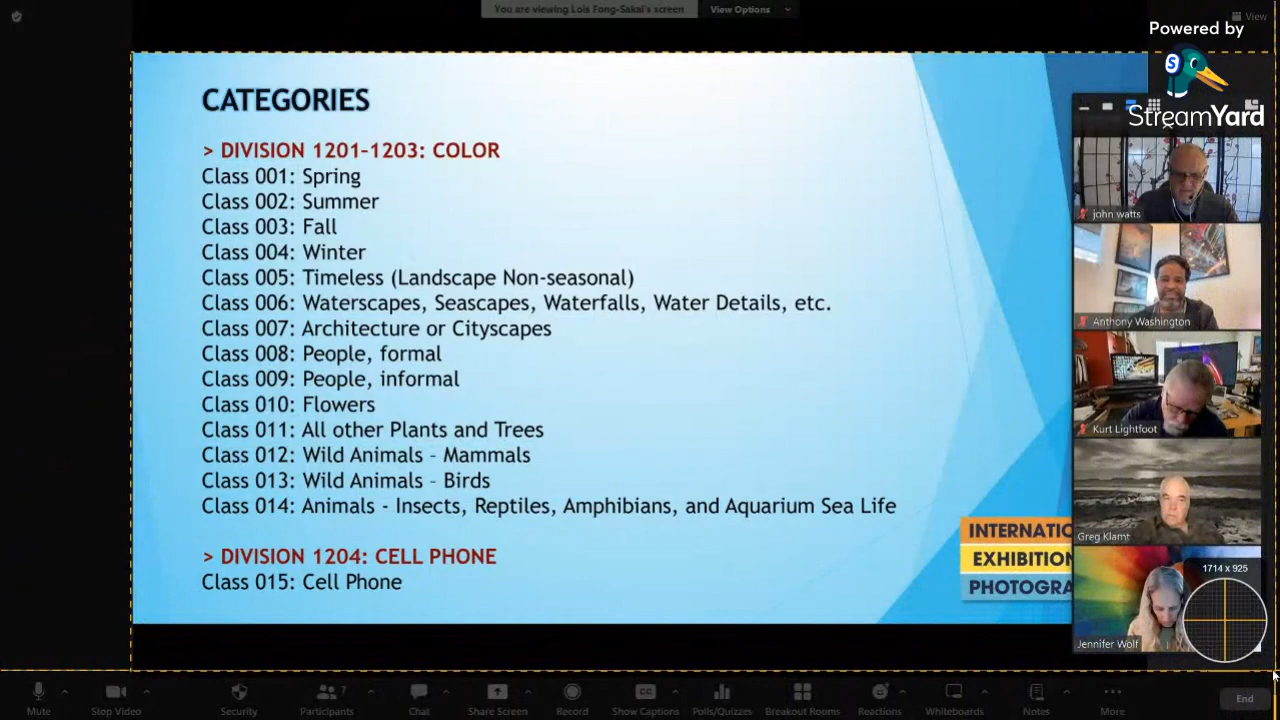 You are viewing Lois Fong-Sakai's screen
View Options
View
Powered by
S
StreamYard
CATEGORIES
> DIVISION 1201-1203: COLOR
Class 001: Spring
Class 002: Summer
Class 003: Fall
Class 004: Winter
Class 005: Timeless (Landscape Non-seasonal)
Class 006: Waterscapes, Seascapes, Waterfalls, Water Details, etc.
Class 007: Architecture or Cityscapes
Class 008: People, formal
Class 009: People, informal
Class 010: Flowers
Class 011: All other Plants and Trees
Class 012: Wild Animals - Mammals
Class 013: Wild Animals - Birds
Class 014: Animals - Insects, Reptiles, Amphibians, and Aquarium Sea Life
> DIVISION 1204: CELL PHONE
Class 015: Cell Phone
INTERNATIO
EXHIBITION
PHOTOGRA
john watts
Anthony Washington
Kurt Lightfoot
Greg Klamt
Jennifer Wolf
1714 x 925
Mute
Stop Video
Security
7
Participants
Chat
Share Screen
Record
CC
Show Captions
Polls/Quizzes
Breakout Rooms
Reactions
Whiteboards
Notes
More
End